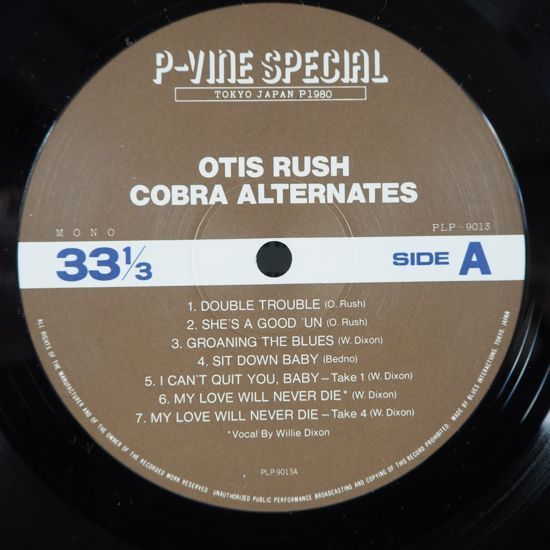 P-VINE SPECIAL
TOKYO JAPAN P1980
OTIS RUSH
COBRA ALTERNATES
MONO
PLP-9013
33 1/3
SIDE A
1. DOUBLE TROUBLE (O. Rush)
2. SHE'S A GOOD 'UN (O. Rush)
3. GROANING THE BLUES (W. Dixon)
4. SIT DOWN BABY (Bedno)
5. I CAN'T QUIT YOU, BABY – Take 1 (W. Dixon)
6. MY LOVE WILL NEVER DIE* (W. Dixon)
7. MY LOVE WILL NEVER DIE – Take 4 (W. Dixon)
*Vocal By Willie Dixon
PLP-9013A
ALL RIGHTS OF THE MANUFACTURER AND OF THE OWNER OF THE RECORDED WORK RESERVED. UNAUTHORIZED PUBLIC PERFORMANCE BROADCASTING AND COPYING OF THIS RECORD PROHIBITED. MADE BY BLUES INTERACTIONS, TOKYO, JAPAN